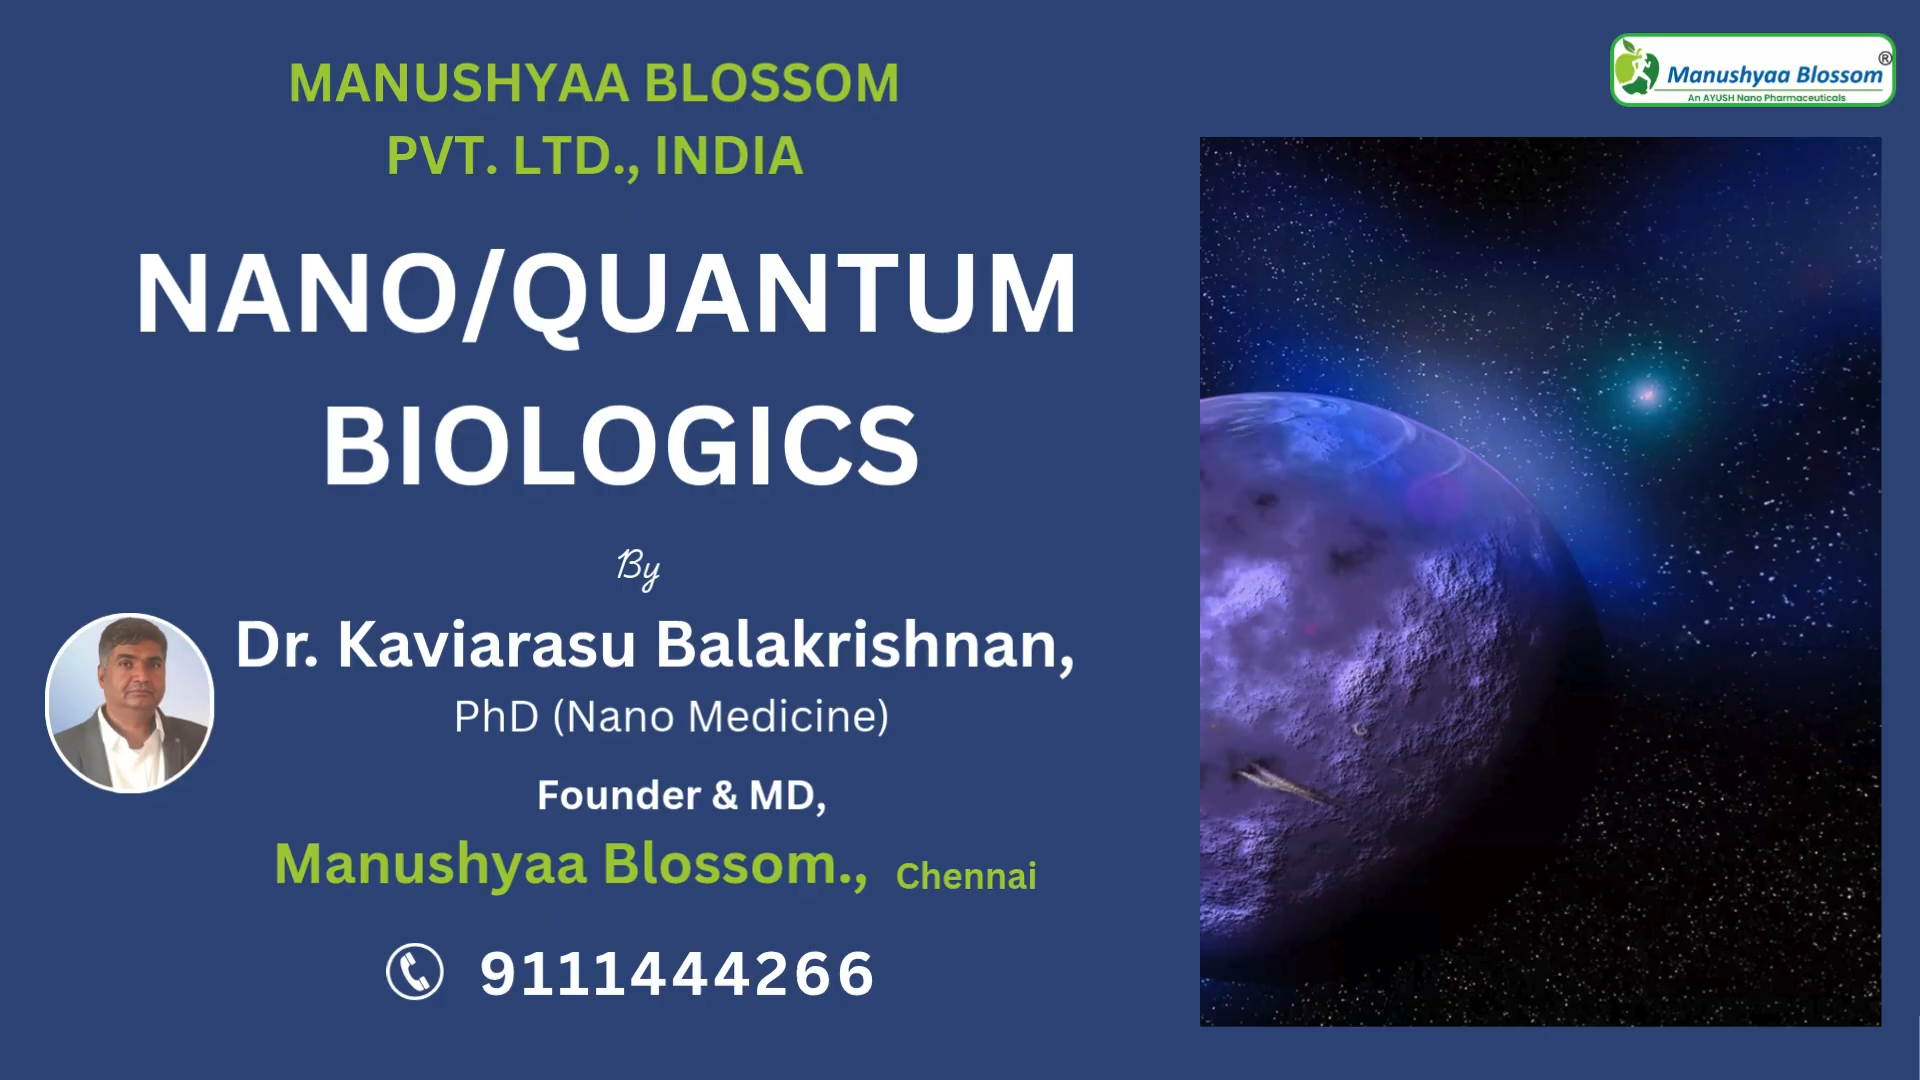 MANUSHYAA BLOSSOM
PVT. LTD., INDIA
Manushyaa Blossom®
An AYUSH Nano Pharmaceuticals
NANO/QUANTUM
BIOLOGICS
By
Dr. Kaviarasu Balakrishnan,
PhD (Nano Medicine)
Founder & MD,
Manushyaa Blossom., Chennai
9111444266